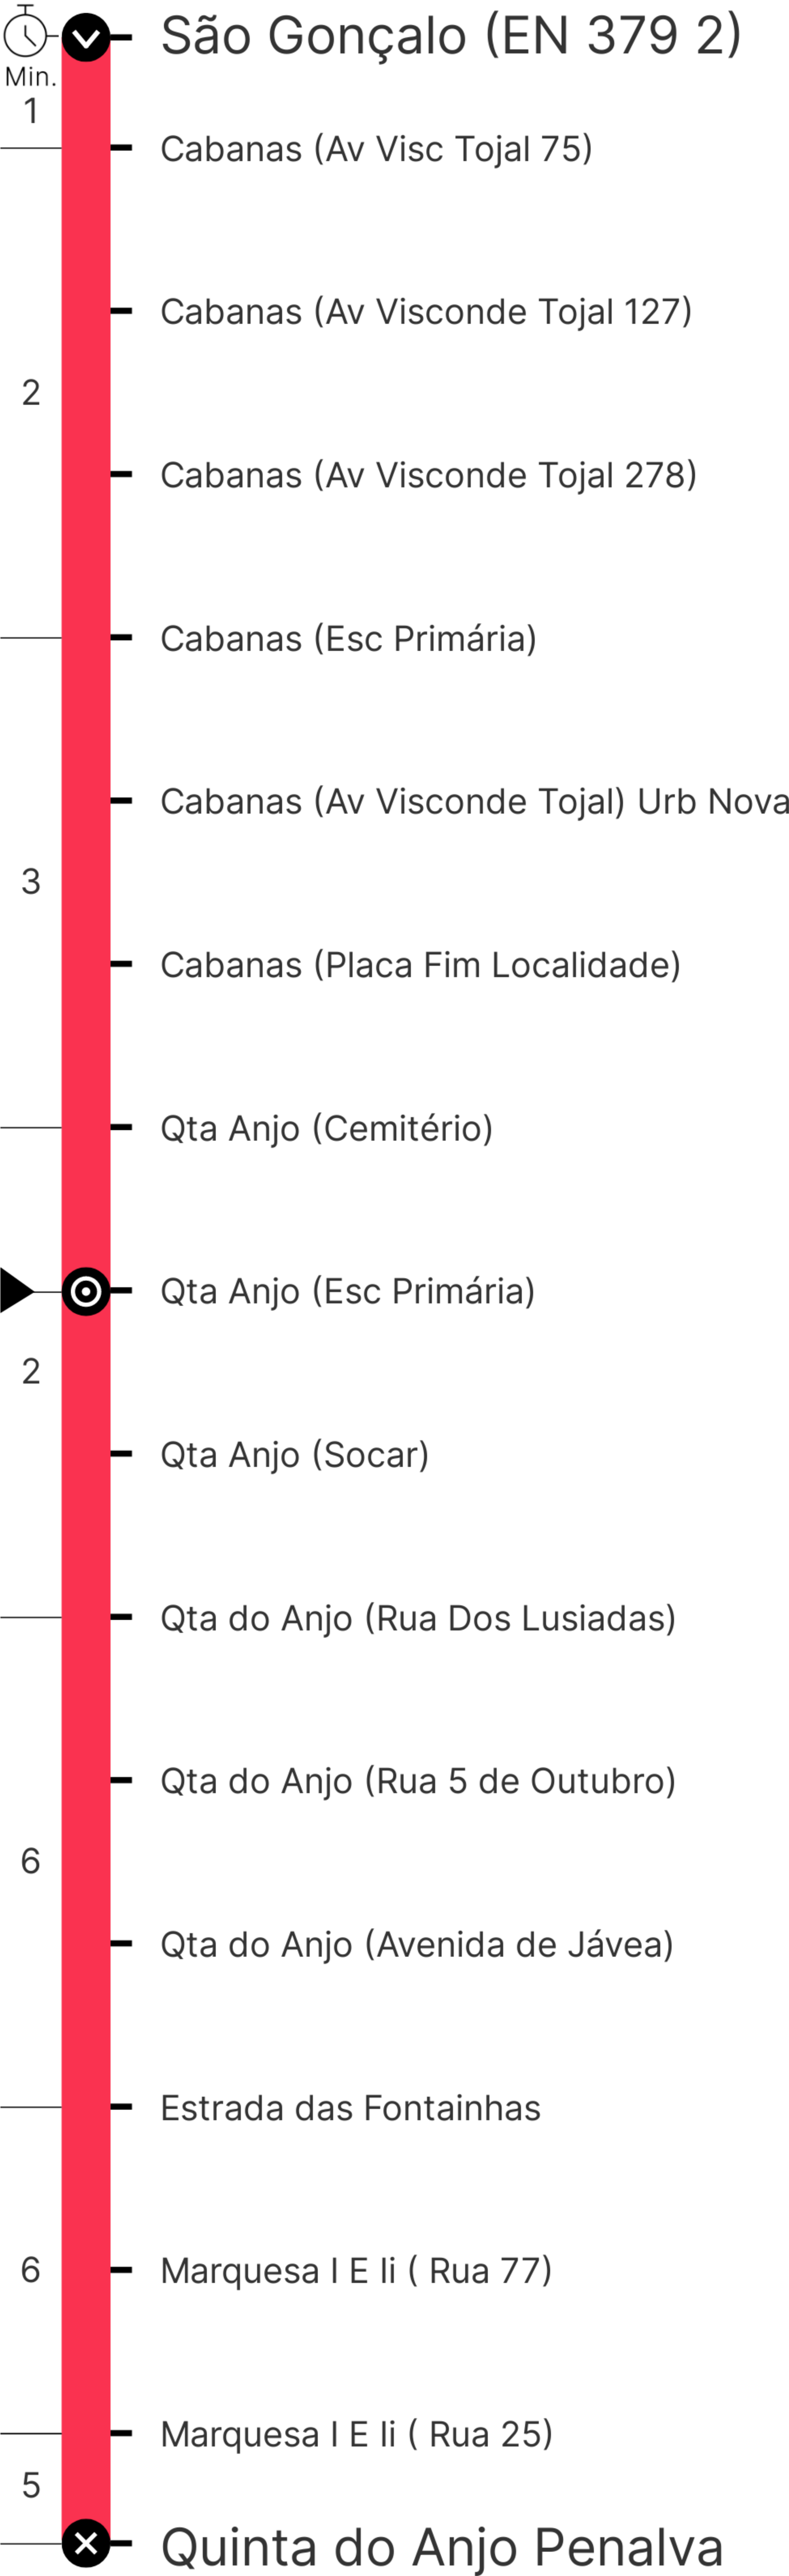 São Gonçalo (EN 379 2)
Min.
1
Cabanas (Av Visc Tojal 75)
Cabanas (Av Visconde Tojal 127)
2
Cabanas (Av Visconde Tojal 278)
Cabanas (Esc Primária)
Cabanas (Av Visconde Tojal) Urb Nova
3
Cabanas (Placa Fim Localidade)
Qta Anjo (Cemitério)
Qta Anjo (Esc Primária)
2
Qta Anjo (Socar)
Qta do Anjo (Rua Dos Lusiadas)
Qta do Anjo (Rua 5 de Outubro)
6
Qta do Anjo (Avenida de Jávea)
Estrada das Fontainhas
6 Marquesa I E Ii ( Rua 77)
Marquesa I E Ii ( Rua 25)
5
Quinta do Anjo Penalva